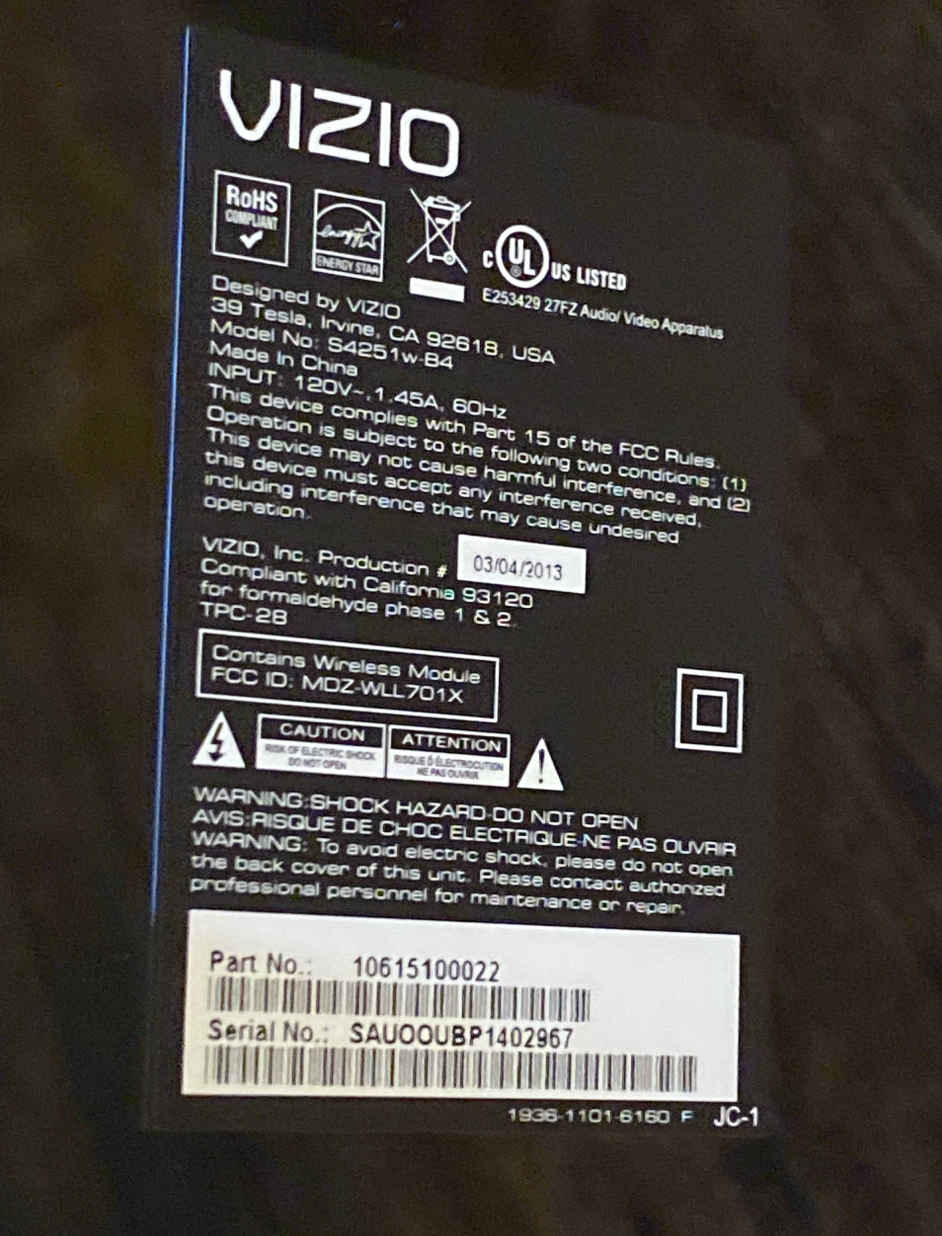 VIZIO
RoHS
COMPLIANT
energy
ENERGY STAR
C UL US LISTED
E253429 27FZ Audio/ Video Apparatus
Designed by VIZIO
39 Tesla, Irvine, CA 92618, USA
Model No: S4251w-B4
Made In China
INPUT: 120V~,1.45A, 60Hz
This device complies with Part 15 of the FCC Rules.
Operation is subject to the following two conditions: (1)
This device may not cause harmful interference, and (2)
this device must accept any interference received,
including interference that may cause undesired
operation.
VIZIO, Inc. Production # 03/04/2013
Compliant with California 93120
for formaldehyde phase 1 & 2.
TPC-28
Contains Wireless Module
FCC ID: MDZ-WLL701X
CAUTION
RISK OF ELECTRIC SHOCK
DO NOT OPEN
ATTENTION
RISQUE D ÉLECTROCUTION
NE PAS OUVRIR
WARNING:SHOCK HAZARD-DO NOT OPEN
AVIS:RISQUE DE CHOC ELECTRIQUE-NE PAS OUVRIR
WARNING: To avoid electric shock, please do not open
the back cover of this unit. Please contact authorized
professional personnel for maintenance or repair.
Part No.: 10615100022
Serial No.: SAUOOUBP1402967
1936-1101-6160 F JC-1